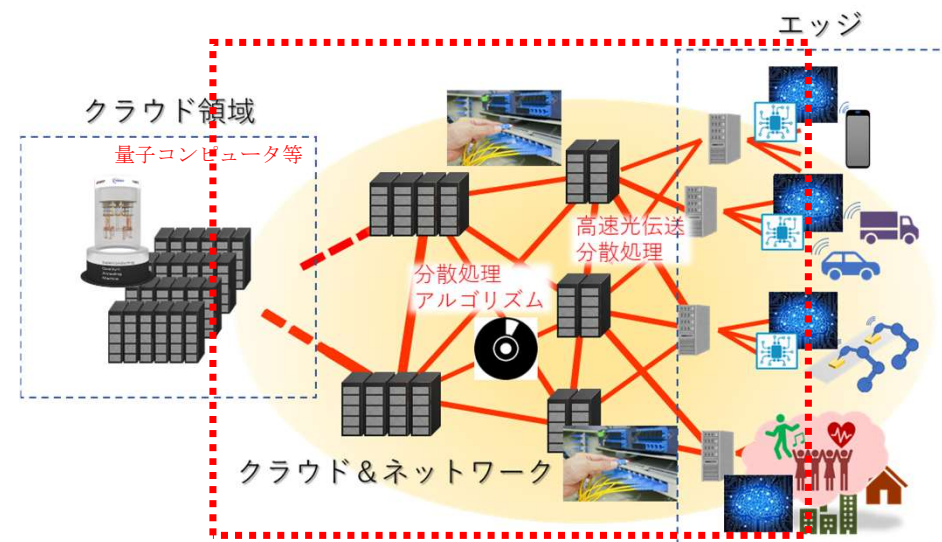 エッジ
クラウド領域
量子コンピュータ等
高速光伝送
分散処理
分散処理
アルゴリズム
クラウド＆ネットワーク